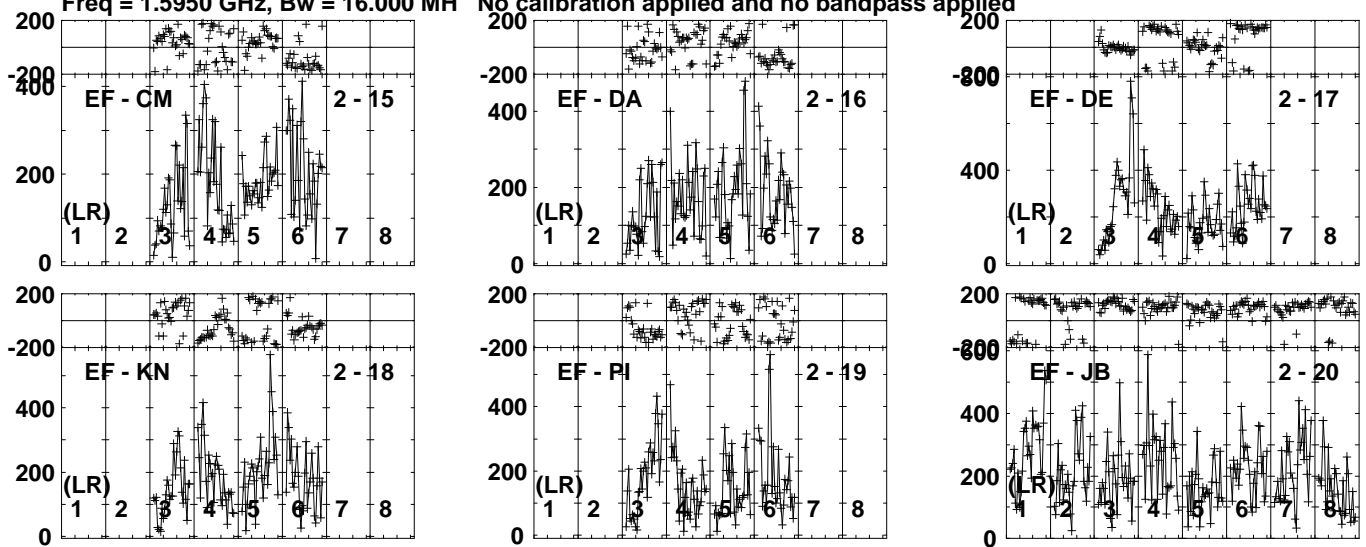 Freq = 1.5950 GHz, Bw = 16.000 MH No calibration applied and no bandpass applied
200
-200
400
200
0
EF - CM 2 - 15
(LR)
1 2 3 4 5 6 7 8
200
-200
400
200
0
EF - DA 2 - 16
(LR)
1 2 3 4 5 6 7 8
200
-200
800
400
0
EF - DE 2 - 17
(LR)
1 2 3 4 5 6 7 8
200
-200
400
200
0
EF - KN 2 - 18
(LR)
1 2 3 4 5 6 7 8
200
-200
400
200
0
EF - PI 2 - 19
(LR)
1 2 3 4 5 6 7 8
200
-200
600
400
200
0
EF - JB 2 - 20
(LR)
1 2 3 4 5 6 7 8